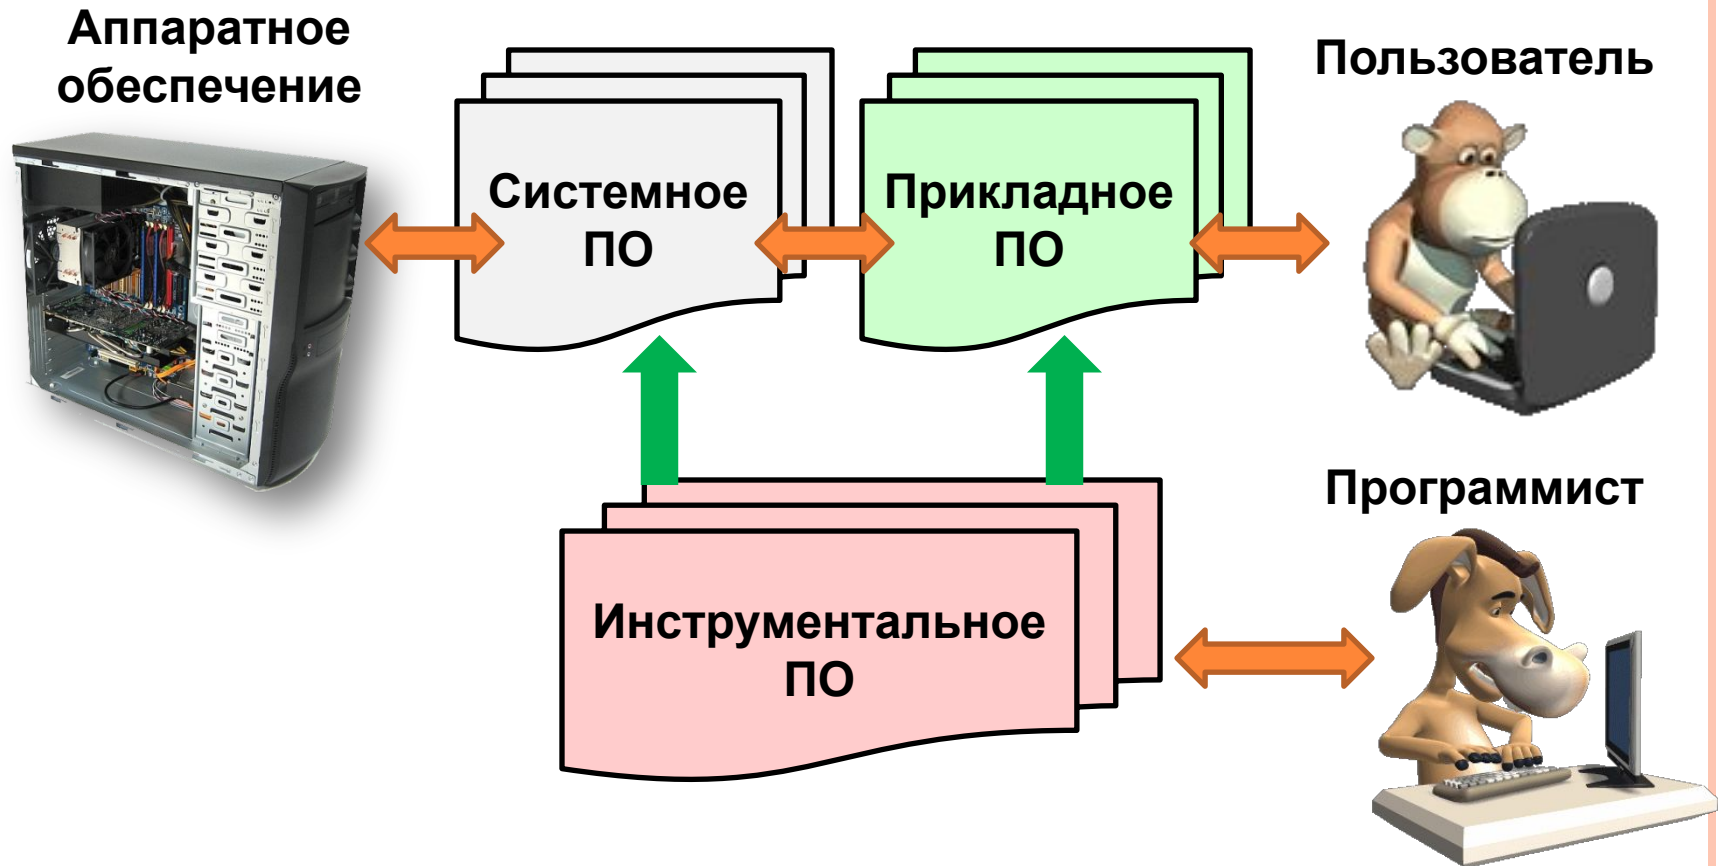 Аппаратное
обеспечение
Системное
ПО
Прикладное
ПО
Пользователь
Программист
Инструментальное
ПО